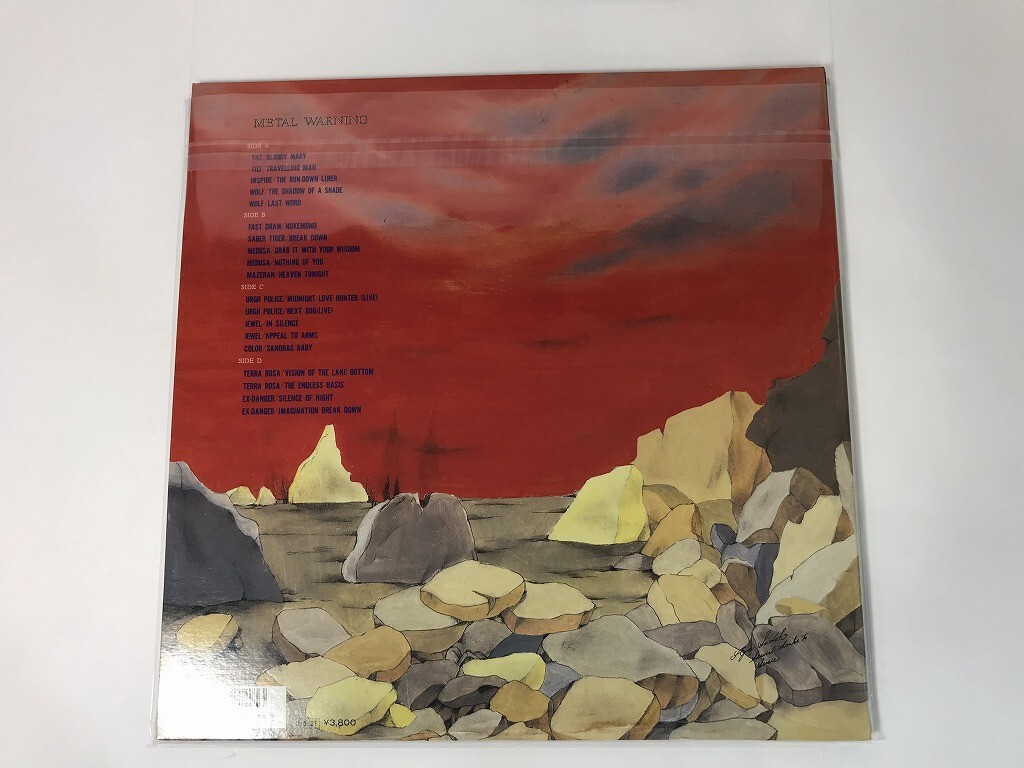 METAL WARNING
SIDE A
TILT/BLOODY MARY
TILT/TRAVELLING MAN
INSPIRE/THE RUN-DOWN LINER
WOLF/THE SHADOW OF A SHADE
WOLF/LAST WORD
SIDE B
FAST DRAW/NOKEMONO
SABER TIGER/BREAK DOWN
MEDUSA/GRAB IT WITH YOUR WISDOM
MEDUSA/NOTHING OF YOU
MAZERAN/HEAVEN TONIGHT
SIDE C
URGH POLICE/MIDNIGHT LOVE HUNTER (LIVE)
URGH POLICE/NEXT 808(LIVE)
JEWEL/IN SILENCE
JEWEL/APPEAL TO ARMS
COLOR/SANDBAG BABY
SIDE D
TERRA ROSA/VISION OF THE LAKE BOTTOM
TERRA ROSA/THE ENDLESS BASIS
EX-DANGER/SILENCE OF NIGHT
EX-DANGER/IMAGINATION BREAK DOWN
¥3,800